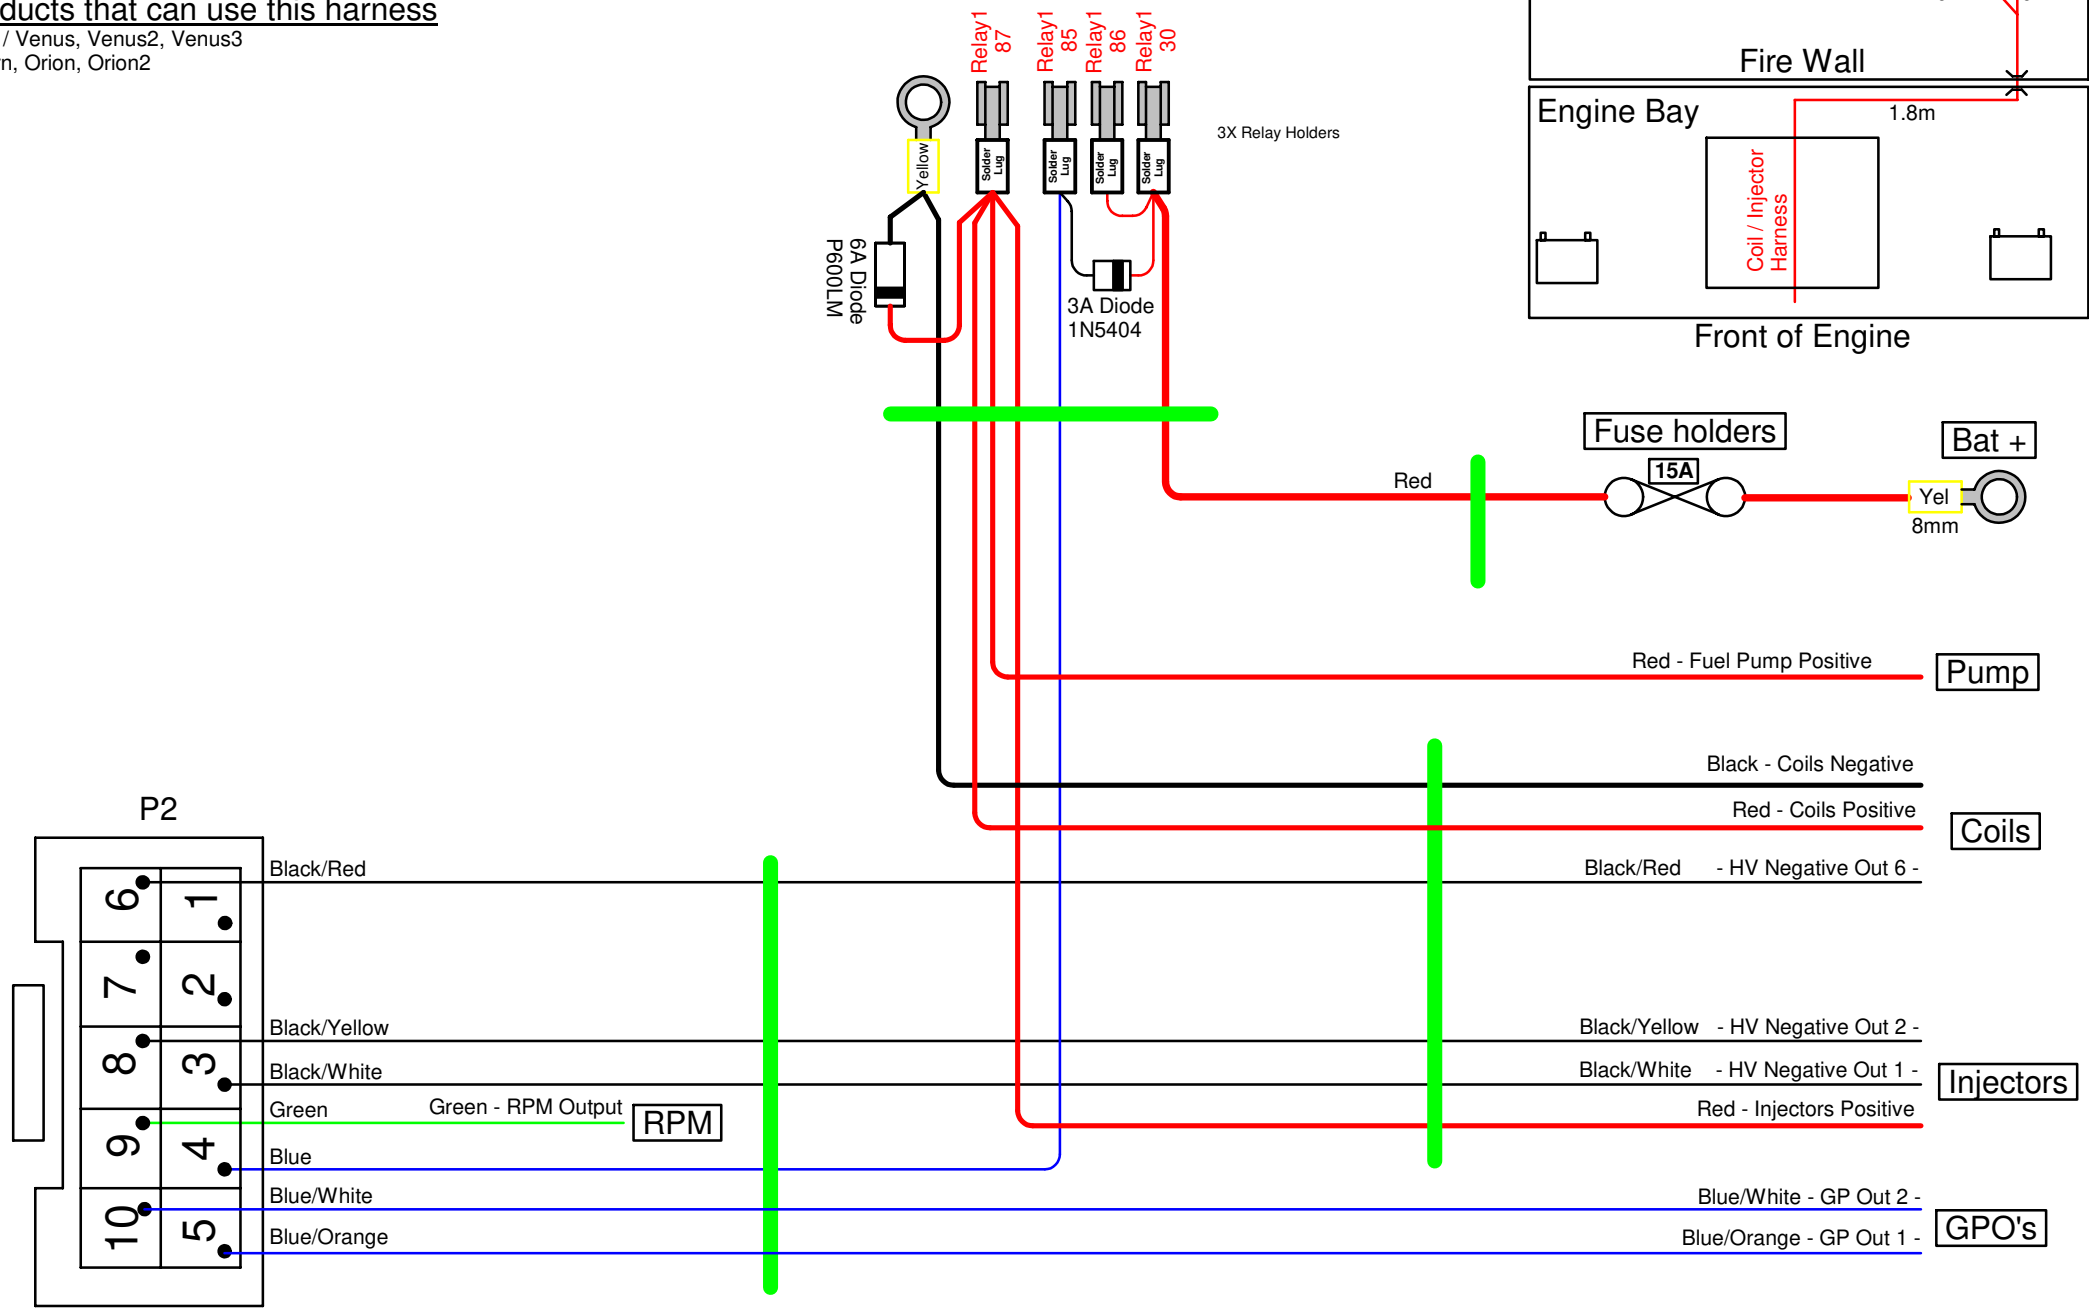 ducts that can use this harness
/ Venus, Venus2, Venus3
n, Orion, Orion2
Relay1
87
Relay1
85
Relay1
86
Relay1
30
Yellow
Solder
Lug
Solder
Lug
Solder
Lug
Solder
Lug
3X Relay Holders
6A Diode
P600LM
3A Diode
1N5404
Fire Wall
Engine Bay
1.8m
Coil / Injector
Harness
Front of Engine
Fuse holders
15A
Bat +
Red
Yel
8mm
Red - Fuel Pump Positive
Pump
Black - Coils Negative
Red - Coils Positive
Coils
P2
Black/Red
Black/Red - HV Negative Out 6 -
6
1
7
2
8
3
9
4
10
5
Black/Yellow
Black/Yellow - HV Negative Out 2 -
Black/White
Black/White - HV Negative Out 1 -
Injectors
Green
Green - RPM Output
RPM
Red - Injectors Positive
Blue
Blue/White
Blue/White - GP Out 2 -
GPO's
Blue/Orange
Blue/Orange - GP Out 1 -